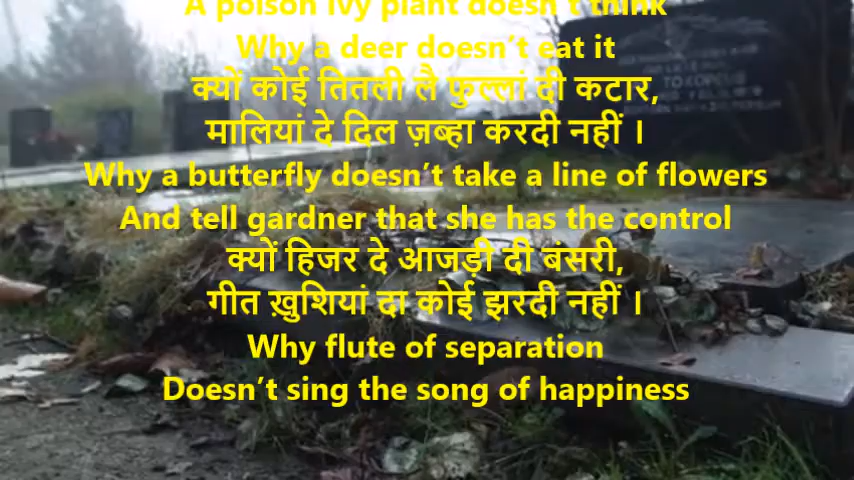 A poison ivy plant doesn't think
Why a deer doesn't eat it
क्यों कोई तितली लै फुल्लां दी कटार,
मालियां दे दिल ज़ब्हा करदी नहीं ।
Why a butterfly doesn't take a line of flowers
And tell gardner that she has the control
क्यों हिजर दे आजड़ी दी बंसरी,
गीत ख़ुशियां दा कोई झरदी नहीं ।
Why flute of separation
Doesn't sing the song of happiness